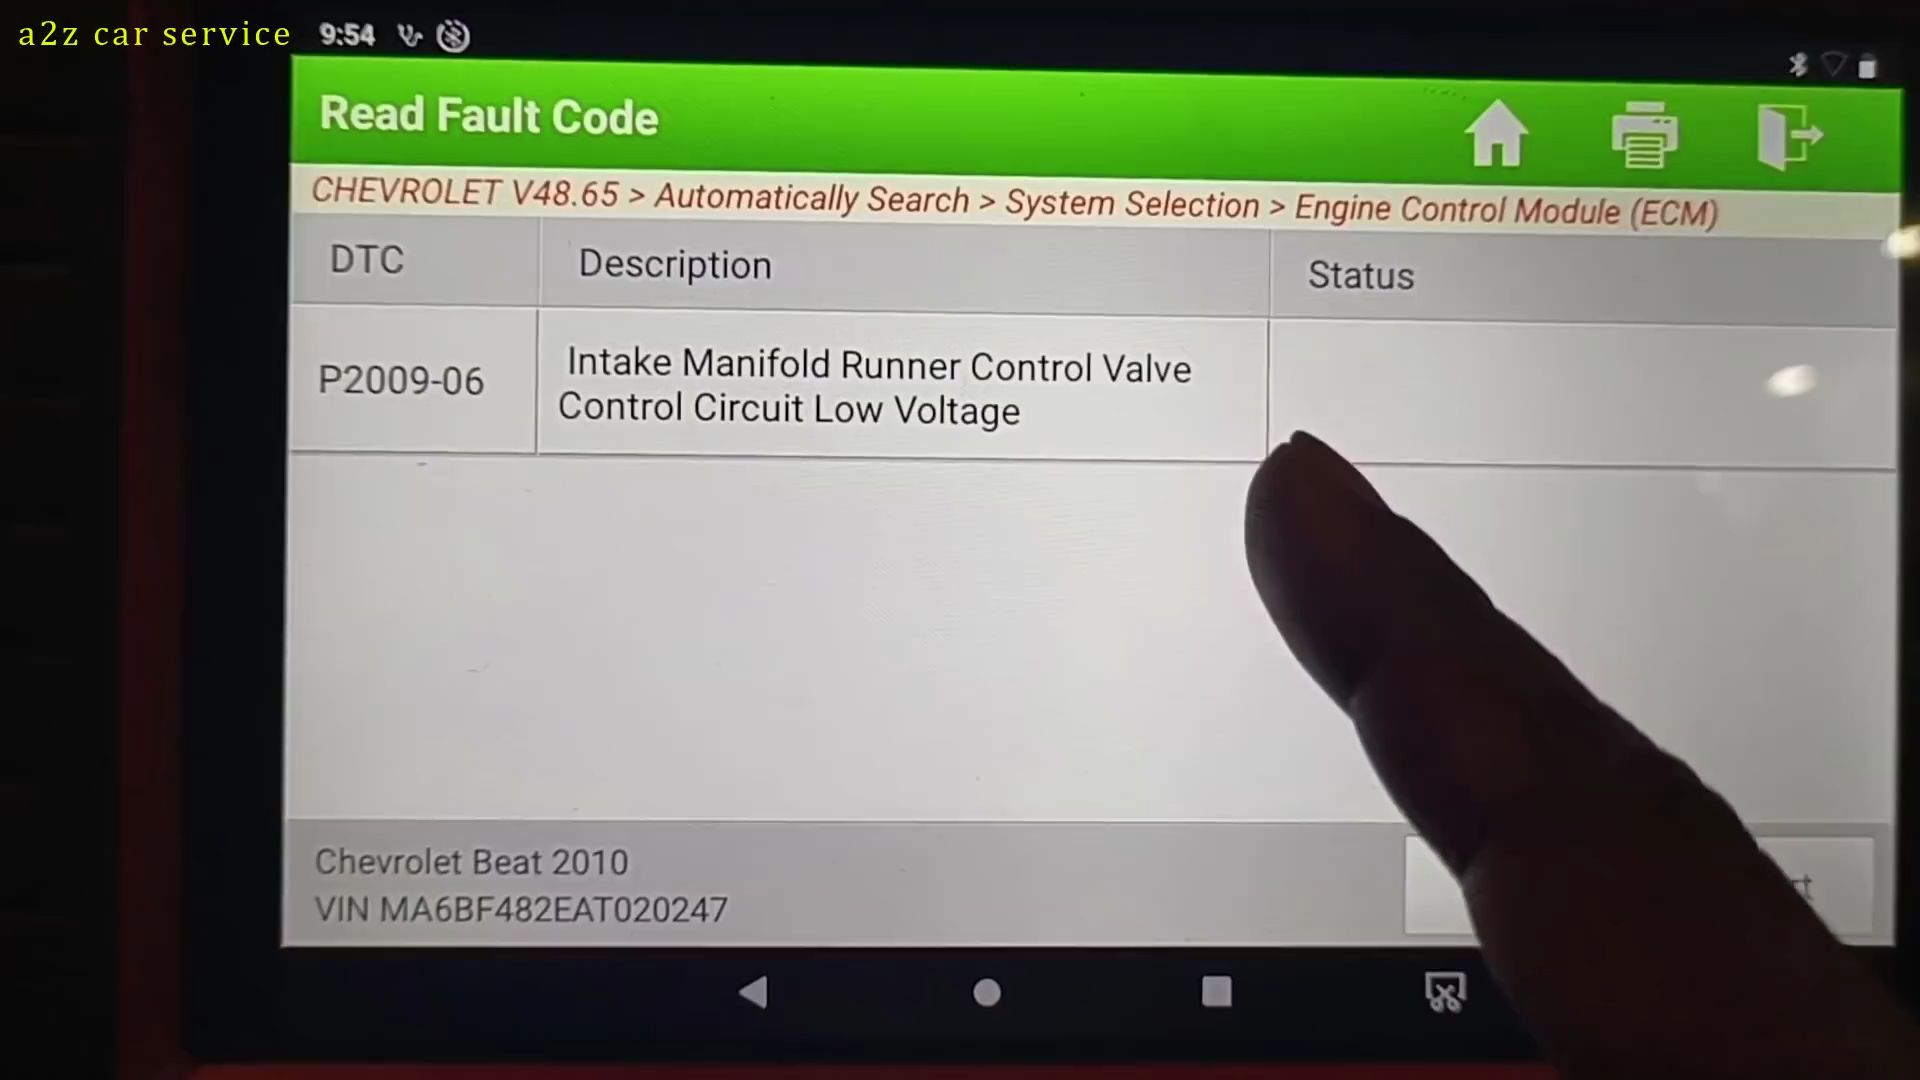 a2z car service
9:54
Read Fault Code
CHEVROLET V48.65 > Automatically Search > System Selection > Engine Control Module (ECM)
DTC Description Status
P2009-06 Intake Manifold Runner Control Valve
Control Circuit Low Voltage
Chevrolet Beat 2010
VIN MA6BF482EAT020247